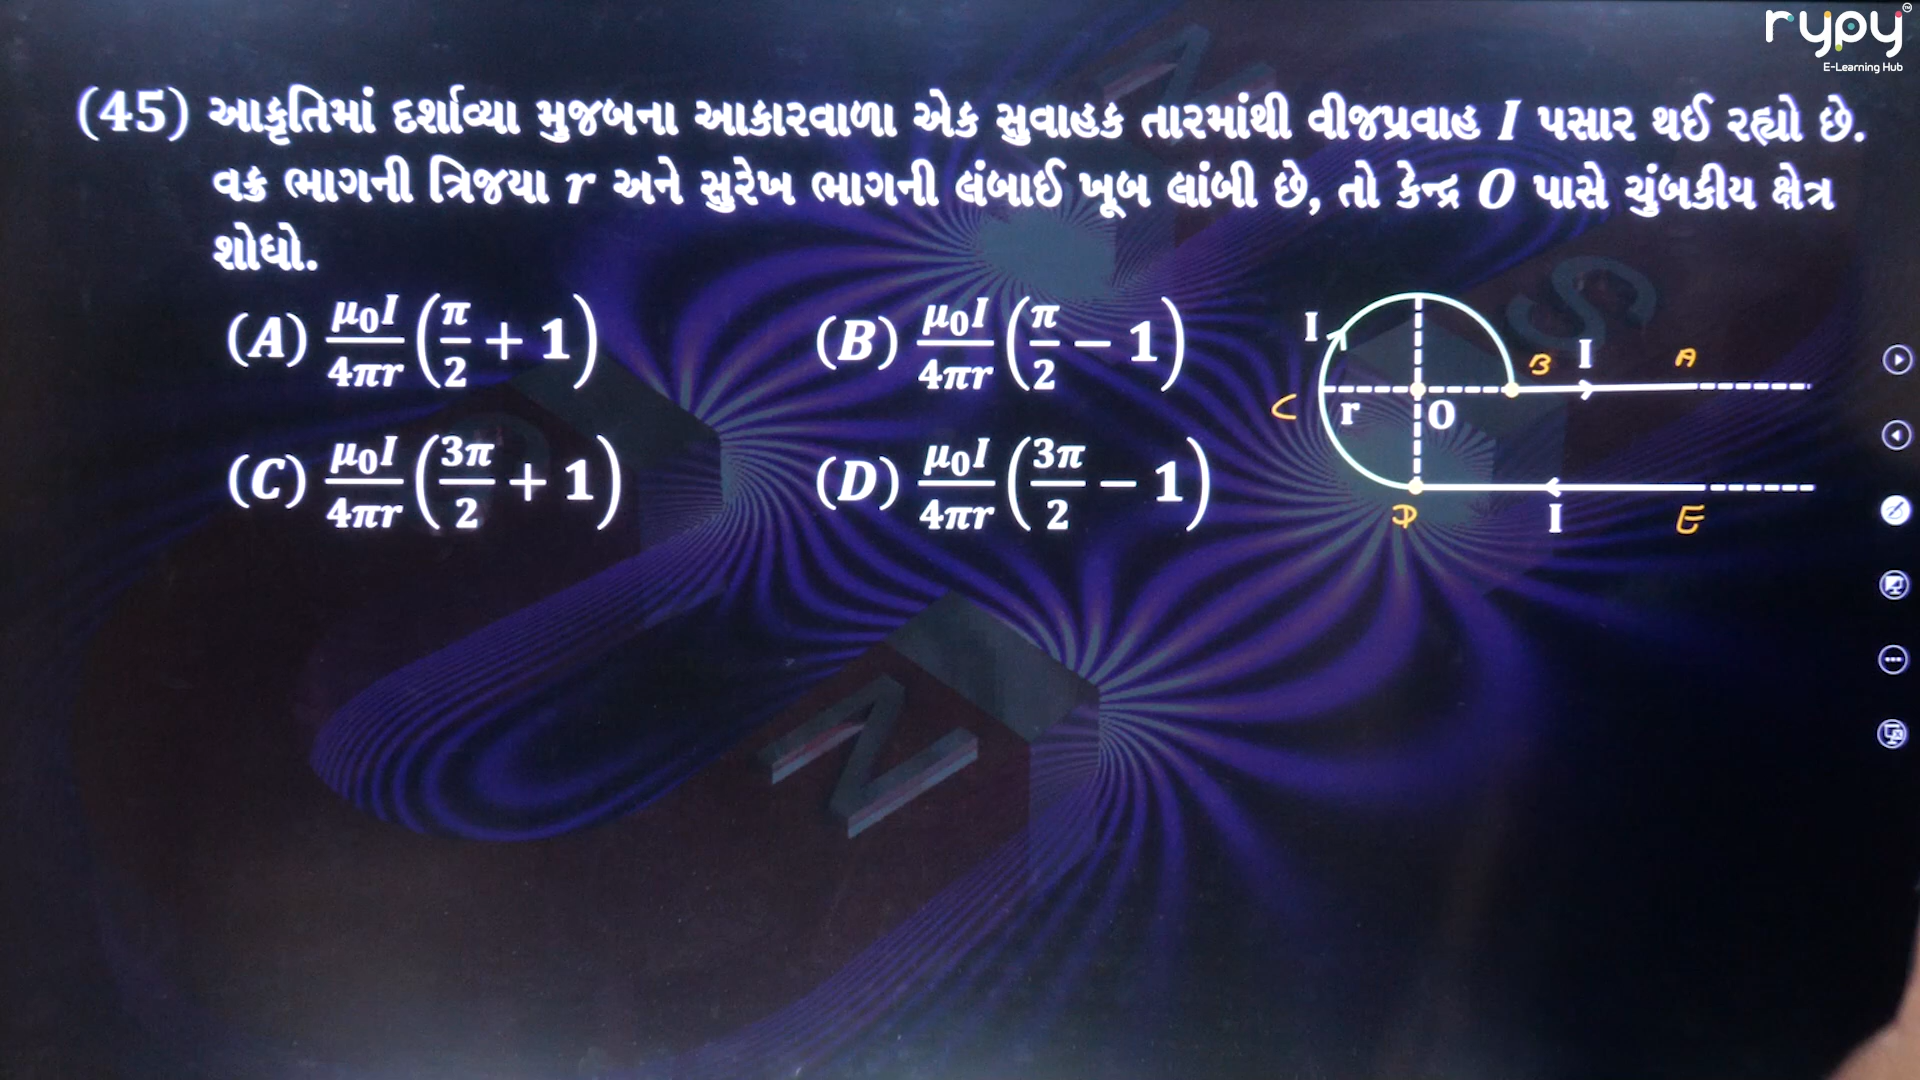 rypy™
E-Learning Hub
(45) આકૃતિમાં દર્શાવ્યા મુજબના આકારવાળા એક સુવાહક તારમાંથી વીજપ્રવાહ I પસાર થઈ રહ્યો છે.
વક્ર ભાગની ત્રિજ્યા r અને સુરેખ ભાગની લંબાઈ ખૂબ લાંબી છે, તો કેન્દ્ર O પાસે ચુંબકીય ક્ષેત્ર
શોધો.
(A) μ₀I/4πr (π/2 + 1) (B) μ₀I/4πr (π/2 − 1)
(C) μ₀I/4πr (3π/2 + 1) (D) μ₀I/4πr (3π/2 − 1)
I B I A
C r O
D I E
S
N
N